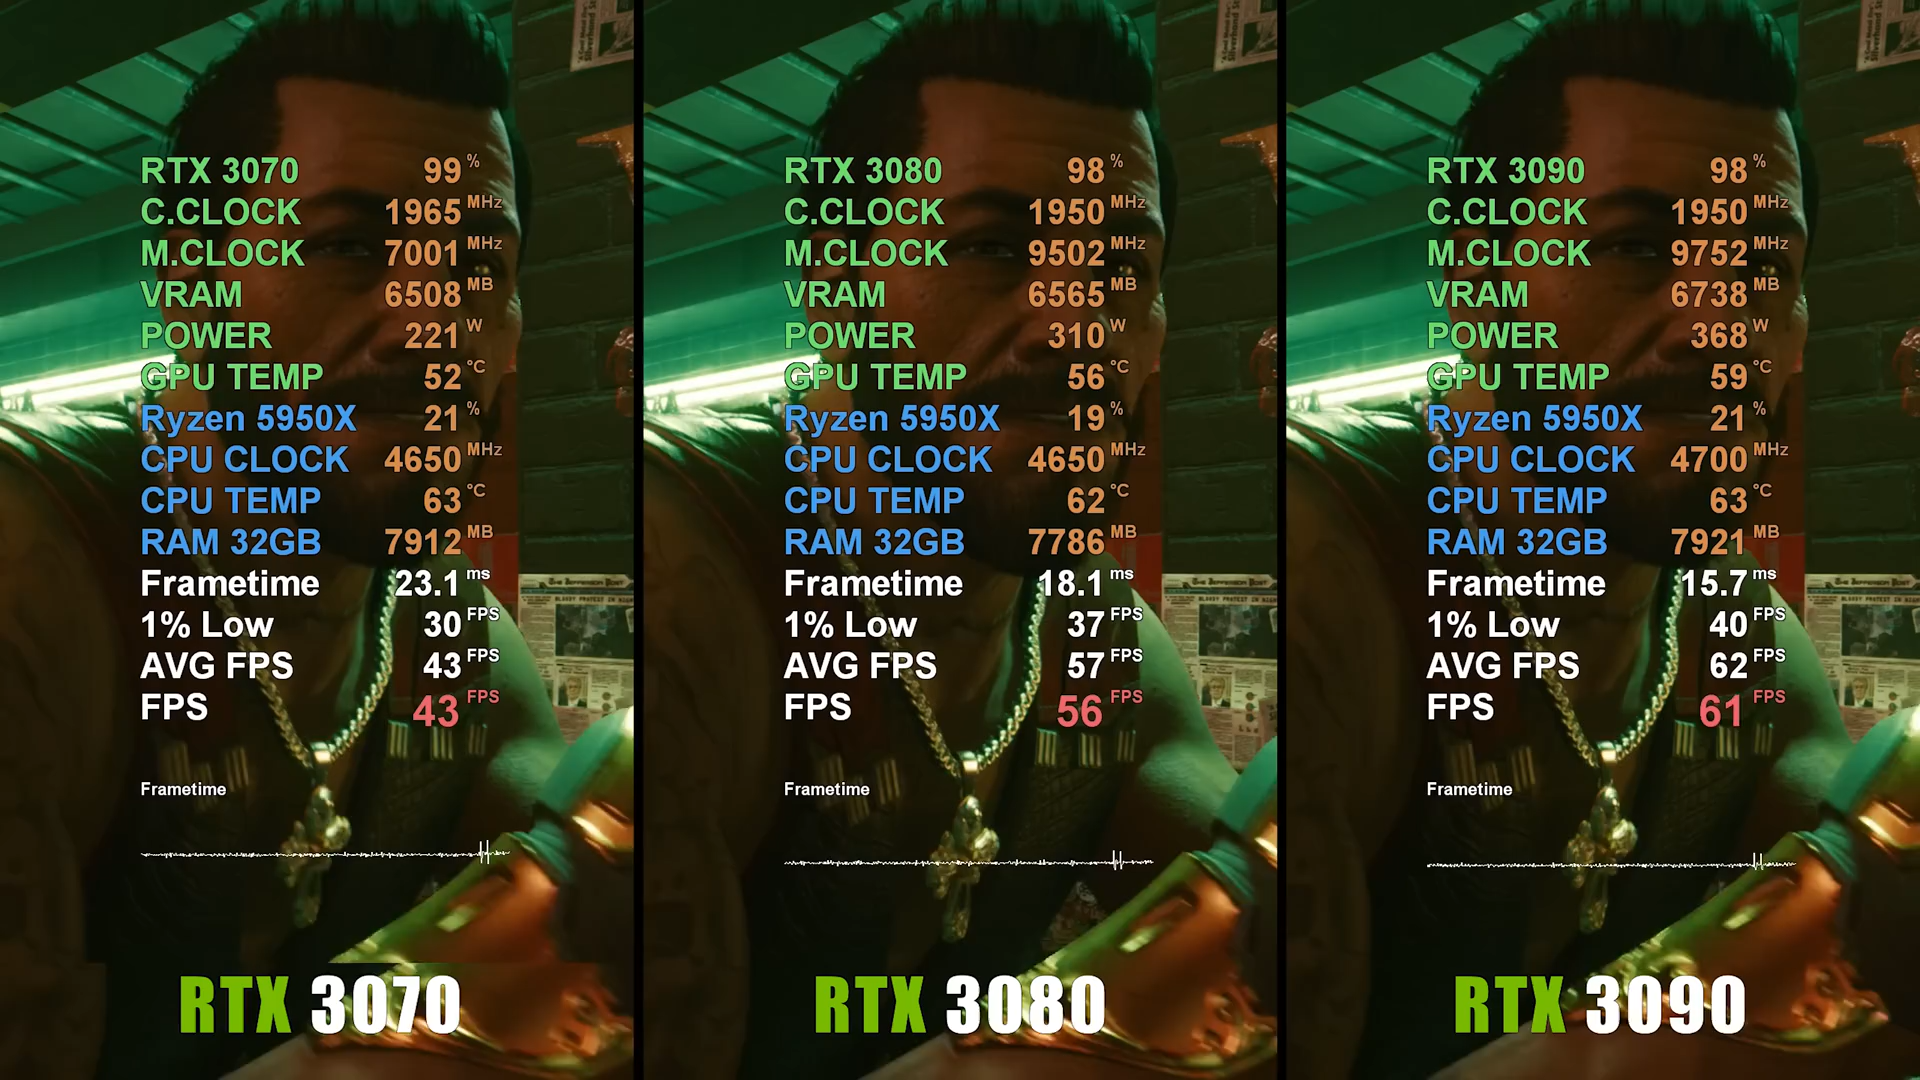 RTX 3070 99 %
C.CLOCK 1965 MHz
M.CLOCK 7001 MHz
VRAM 6508 MB
POWER 221 W
GPU TEMP 52 °C
Ryzen 5950X 21 %
CPU CLOCK 4650 MHz
CPU TEMP 63 °C
RAM 32GB 7912 MB
Frametime 23.1 ms
1% Low 30 FPS
AVG FPS 43 FPS
FPS 43 FPS
Frametime
RTX 3070
RTX 3080 98 %
C.CLOCK 1950 MHz
M.CLOCK 9502 MHz
VRAM 6565 MB
POWER 310 W
GPU TEMP 56 °C
Ryzen 5950X 19 %
CPU CLOCK 4650 MHz
CPU TEMP 62 °C
RAM 32GB 7786 MB
Frametime 18.1 ms
1% Low 37 FPS
AVG FPS 57 FPS
FPS 56 FPS
Frametime
RTX 3080
RTX 3090 98 %
C.CLOCK 1950 MHz
M.CLOCK 9752 MHz
VRAM 6738 MB
POWER 368 W
GPU TEMP 59 °C
Ryzen 5950X 21 %
CPU CLOCK 4700 MHz
CPU TEMP 63 °C
RAM 32GB 7921 MB
Frametime 15.7 ms
1% Low 40 FPS
AVG FPS 62 FPS
FPS 61 FPS
Frametime
RTX 3090